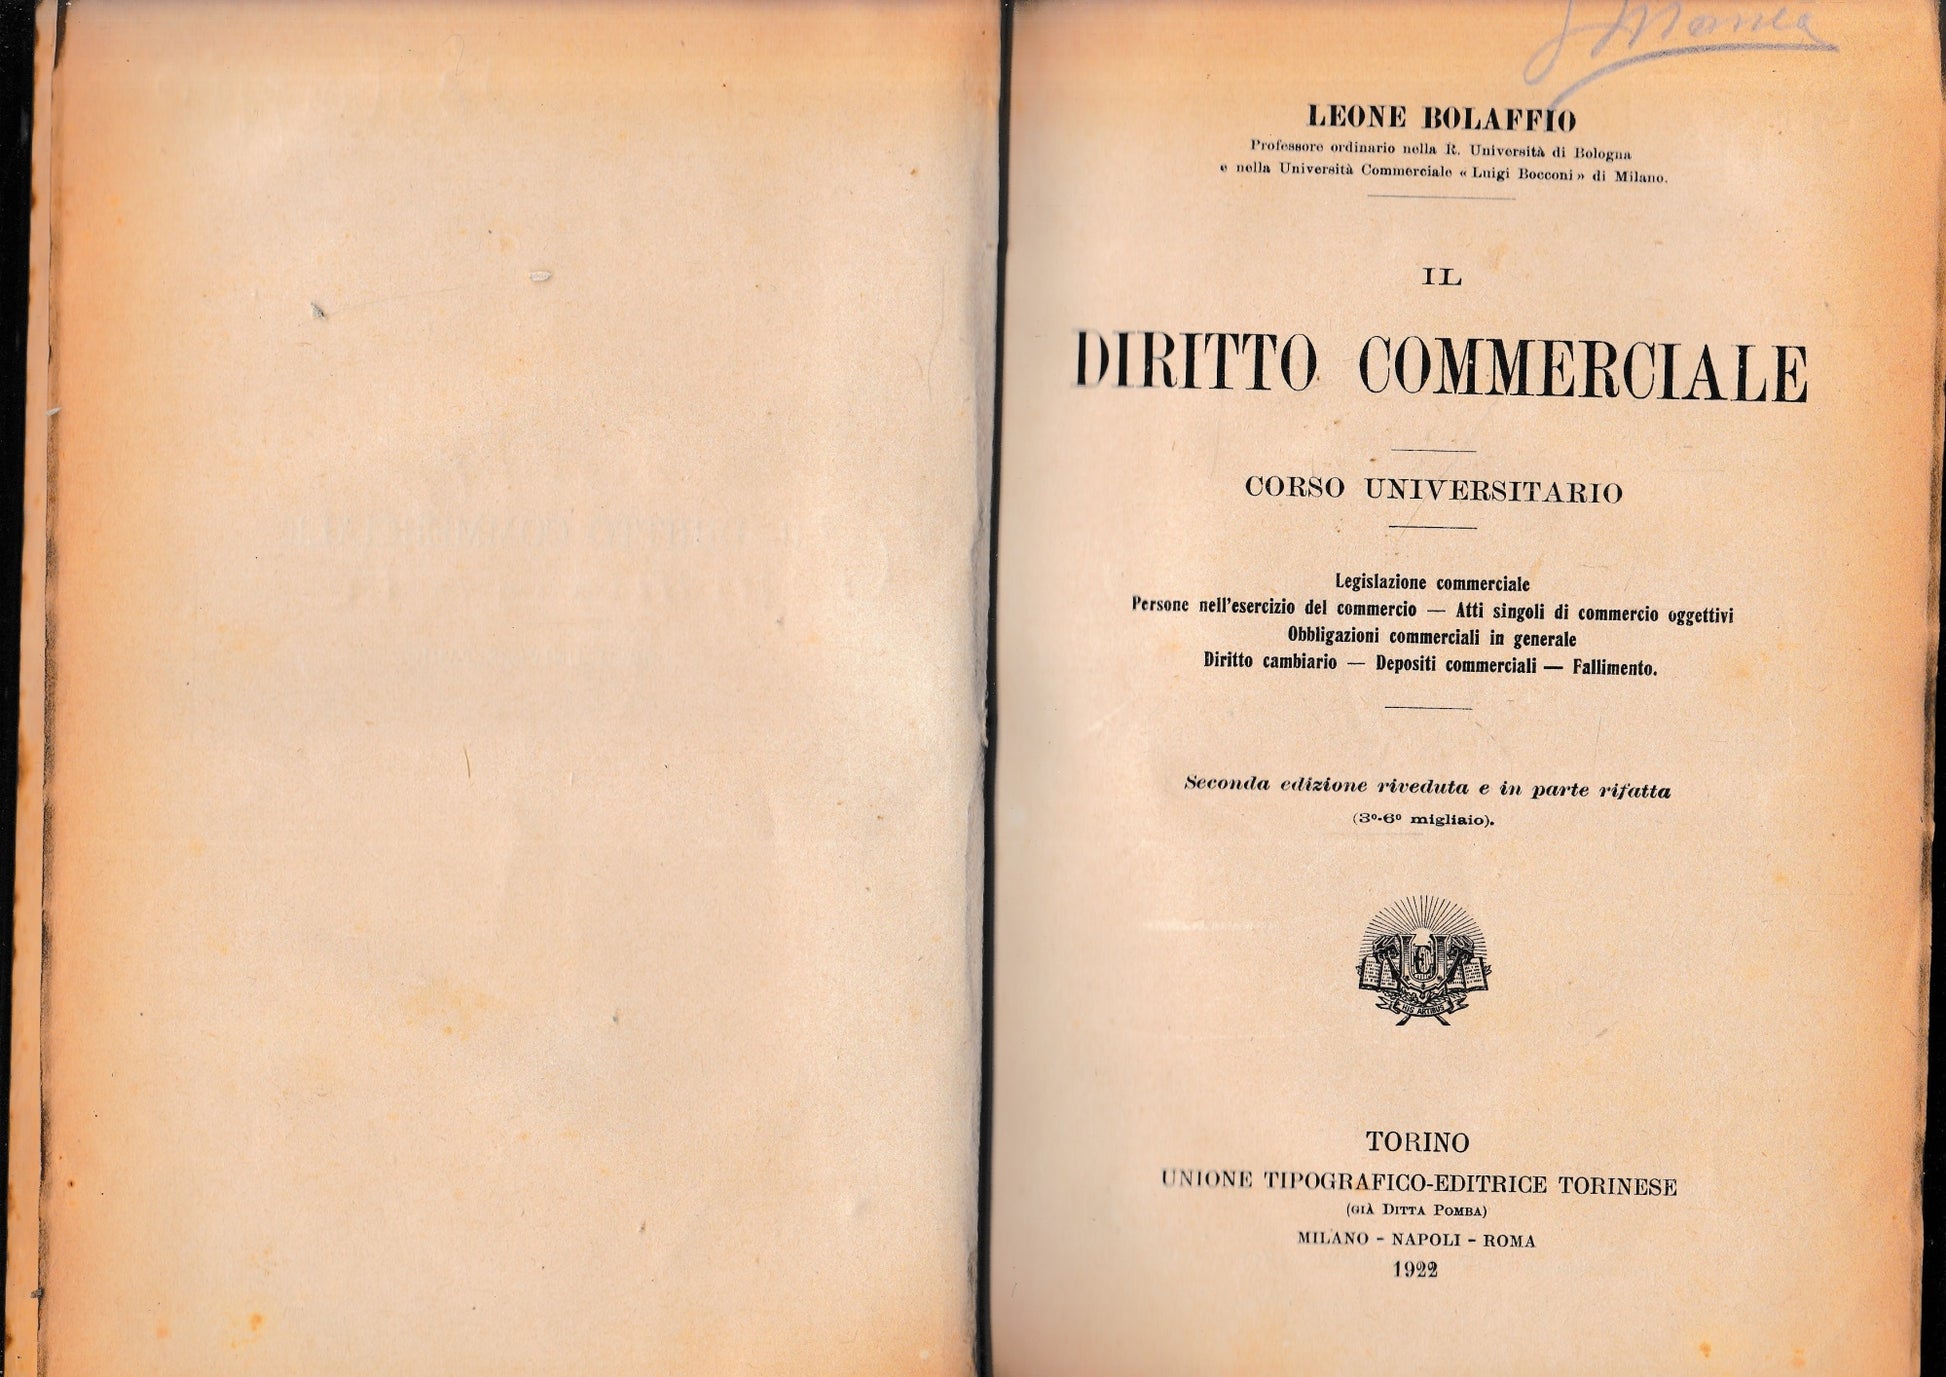 LEONE BOLAFFIO
Professore ordinario nella R. Università di Bologna
e nella Università Commerciale « Luigi Bocconi » di Milano.
IL
DIRITTO COMMERCIALE
CORSO UNIVERSITARIO
Legislazione commerciale
Persone nell'esercizio del commercio — Atti singoli di commercio oggettivi
Obbligazioni commerciali in generale
Diritto cambiario — Depositi commerciali — Fallimento.
Seconda edizione riveduta e in parte rifatta
(3º-6º migliaio).
TORINO
UNIONE TIPOGRAFICO-EDITRICE TORINESE
(GIÀ DITTA POMBA)
MILANO - NAPOLI - ROMA
1922